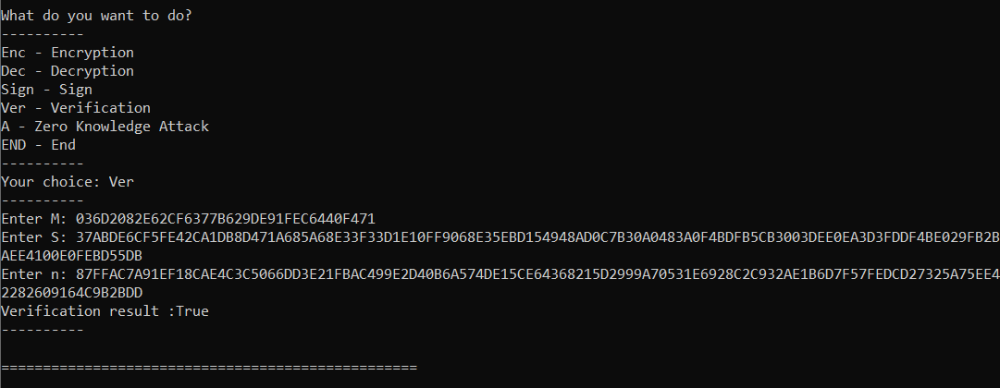 What do you want to do?
----------
Enc - Encryption
Dec - Decryption
Sign - Sign
Ver - Verification
A - Zero Knowledge Attack
END - End
----------
Your choice: Ver
----------
Enter M: 036D2082E62CF6377B629DE91FEC6440F471
Enter S: 37ABDE6CF5FE42CA1DB8D471A685A68E33F33D1E10FF9068E35EBD154948AD0C7B30A0483A0F4BDFB5CB3003DEE0EA3D3FDDF4BE029FB2B
AEE4100E0FEBD55DB
Enter n: 87FFAC7A91EF18CAE4C3C5066DD3E21FBAC499E2D40B6A574DE15CE64368215D2999A70531E6928C2C932AE1B6D7F57FEDCD27325A75EE4
2282609164C9B2BDD
Verification result :True
----------
==================================================